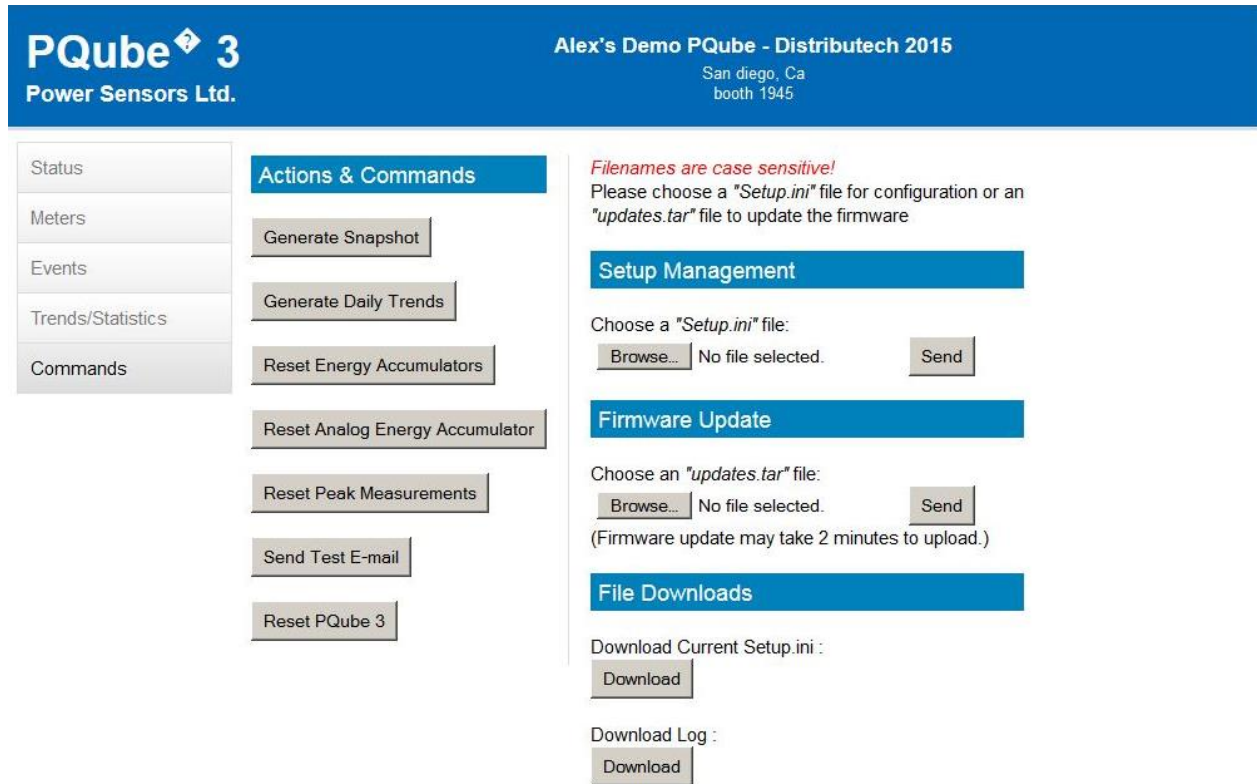 PQube� 3
Power Sensors Ltd.
Alex's Demo PQube - Distributech 2015
San diego, Ca
booth 1945
Status
Meters
Events
Trends/Statistics
Commands
Actions & Commands
Generate Snapshot
Generate Daily Trends
Reset Energy Accumulators
Reset Analog Energy Accumulator
Reset Peak Measurements
Send Test E-mail
Reset PQube 3
Filenames are case sensitive!
Please choose a "Setup.ini" file for configuration or an
"updates.tar" file to update the firmware
Setup Management
Choose a "Setup.ini" file:
Browse... No file selected. Send
Firmware Update
Choose an "updates.tar" file:
Browse... No file selected. Send
(Firmware update may take 2 minutes to upload.)
File Downloads
Download Current Setup.ini :
Download
Download Log :
Download